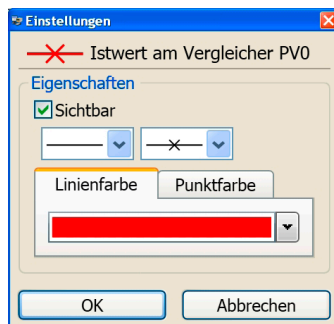 Einstellungen
Istwert am Vergleicher PV0
Eigenschaften
Sichtbar
Linienfarbe
Punktfarbe
OK
Abbrechen